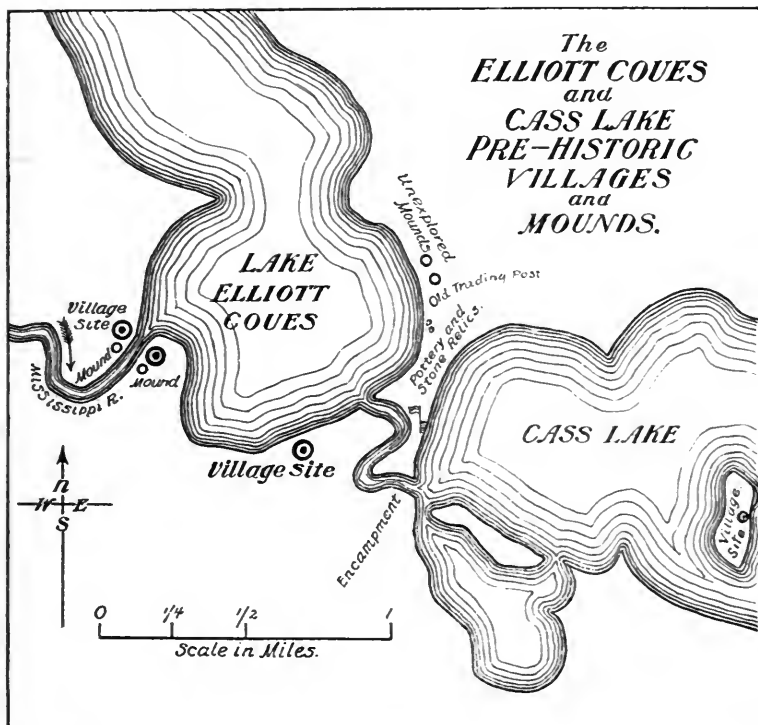 The
ELLIOTT COUES
and
CASS LAKE
PRE-HISTORIC
VILLAGES
and
MOUNDS.
Unexplored
Mounds
Old Trading Post
Pottery and
Stone Relics.
LAKE
ELLIOTT
COUES
Village
Site
Mound
Mound
Mississippi R.
Village Site
CASS LAKE
Village
Site
Encampment
N
W E
S
0 1/4 1/2 1
Scale in Miles.